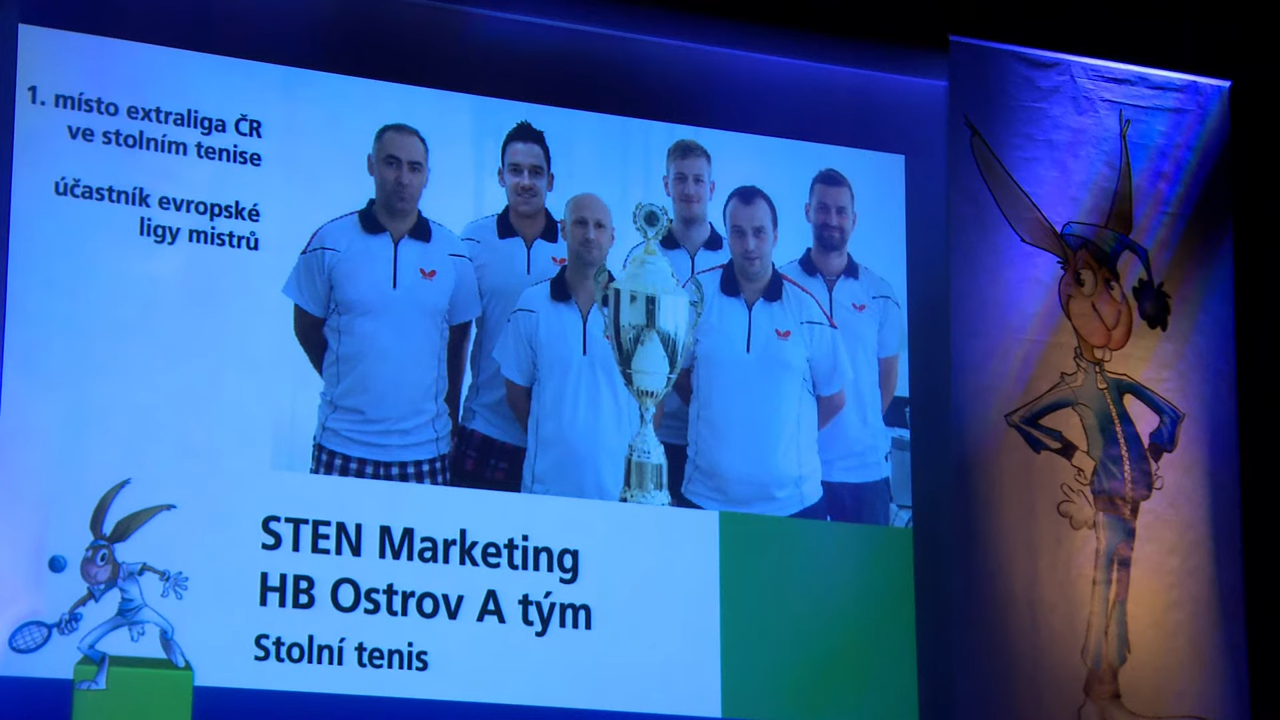 1. místo extraliga ČR
ve stolním tenise
účastník evropské
ligy mistrů
STEN Marketing
HB Ostrov A tým
Stolní tenis